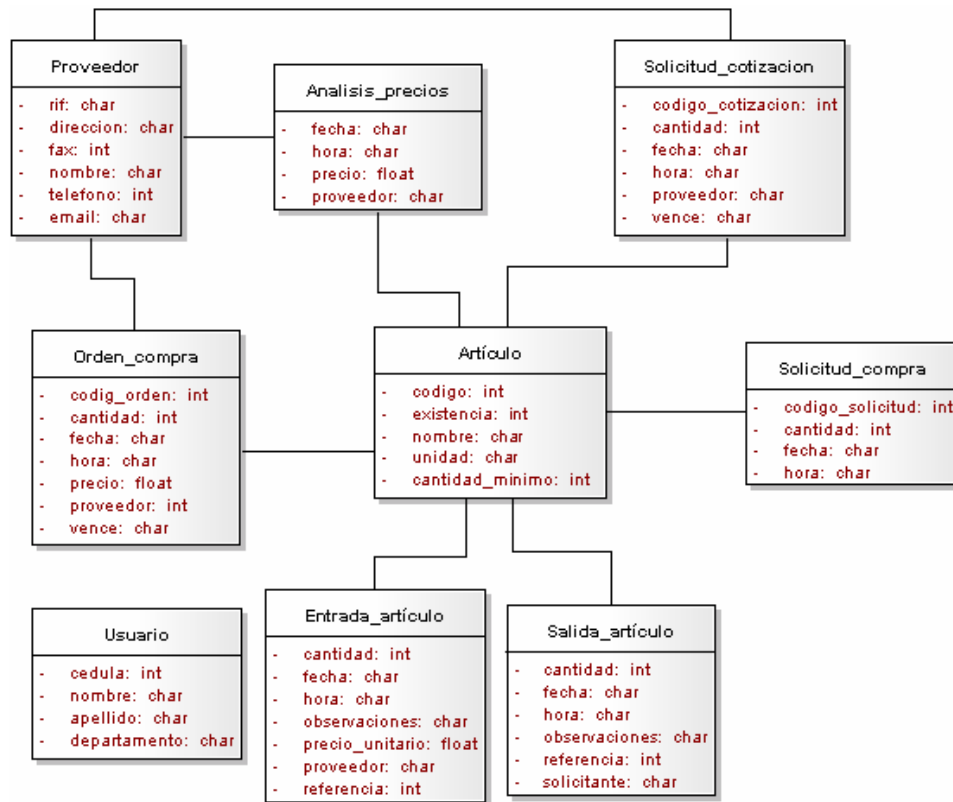 Proveedor
- rif: char
- direccion: char
- fax: int
- nombre: char
- telefono: int
- email: char
Analisis_precios
- fecha: char
- hora: char
- precio: float
- proveedor: char
Solicitud_cotizacion
- codigo_cotizacion: int
- cantidad: int
- fecha: char
- hora: char
- proveedor: char
- vence: char
Orden_compra
- codig_orden: int
- cantidad: int
- fecha: char
- hora: char
- precio: float
- proveedor: int
- vence: char
Artículo
- codigo: int
- existencia: int
- nombre: char
- unidad: char
- cantidad_minimo: int
Solicitud_compra
- codigo_solicitud: int
- cantidad: int
- fecha: char
- hora: char
Usuario
- cedula: int
- nombre: char
- apellido: char
- departamento: char
Entrada_artículo
- cantidad: int
- fecha: char
- hora: char
- observaciones: char
- precio_unitario: float
- proveedor: char
- referencia: int
Salida_artículo
- cantidad: int
- fecha: char
- hora: char
- observaciones: char
- referencia: int
- solicitante: char